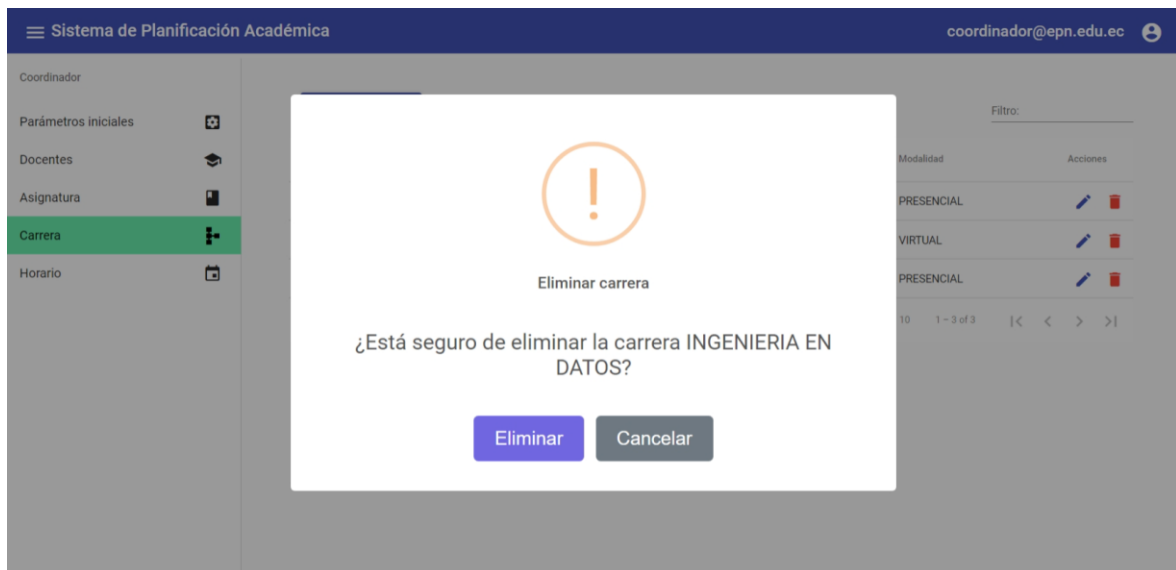 Sistema de Planificación Académica coordinador@epn.edu.ec
Coordinador
Parámetros iniciales
Docentes
Asignatura
Carrera
Horario
Filtro:
Modalidad Acciones
PRESENCIAL
VIRTUAL
PRESENCIAL
10 1 – 3 of 3
!
Eliminar carrera
¿Está seguro de eliminar la carrera INGENIERIA EN
DATOS?
Eliminar Cancelar